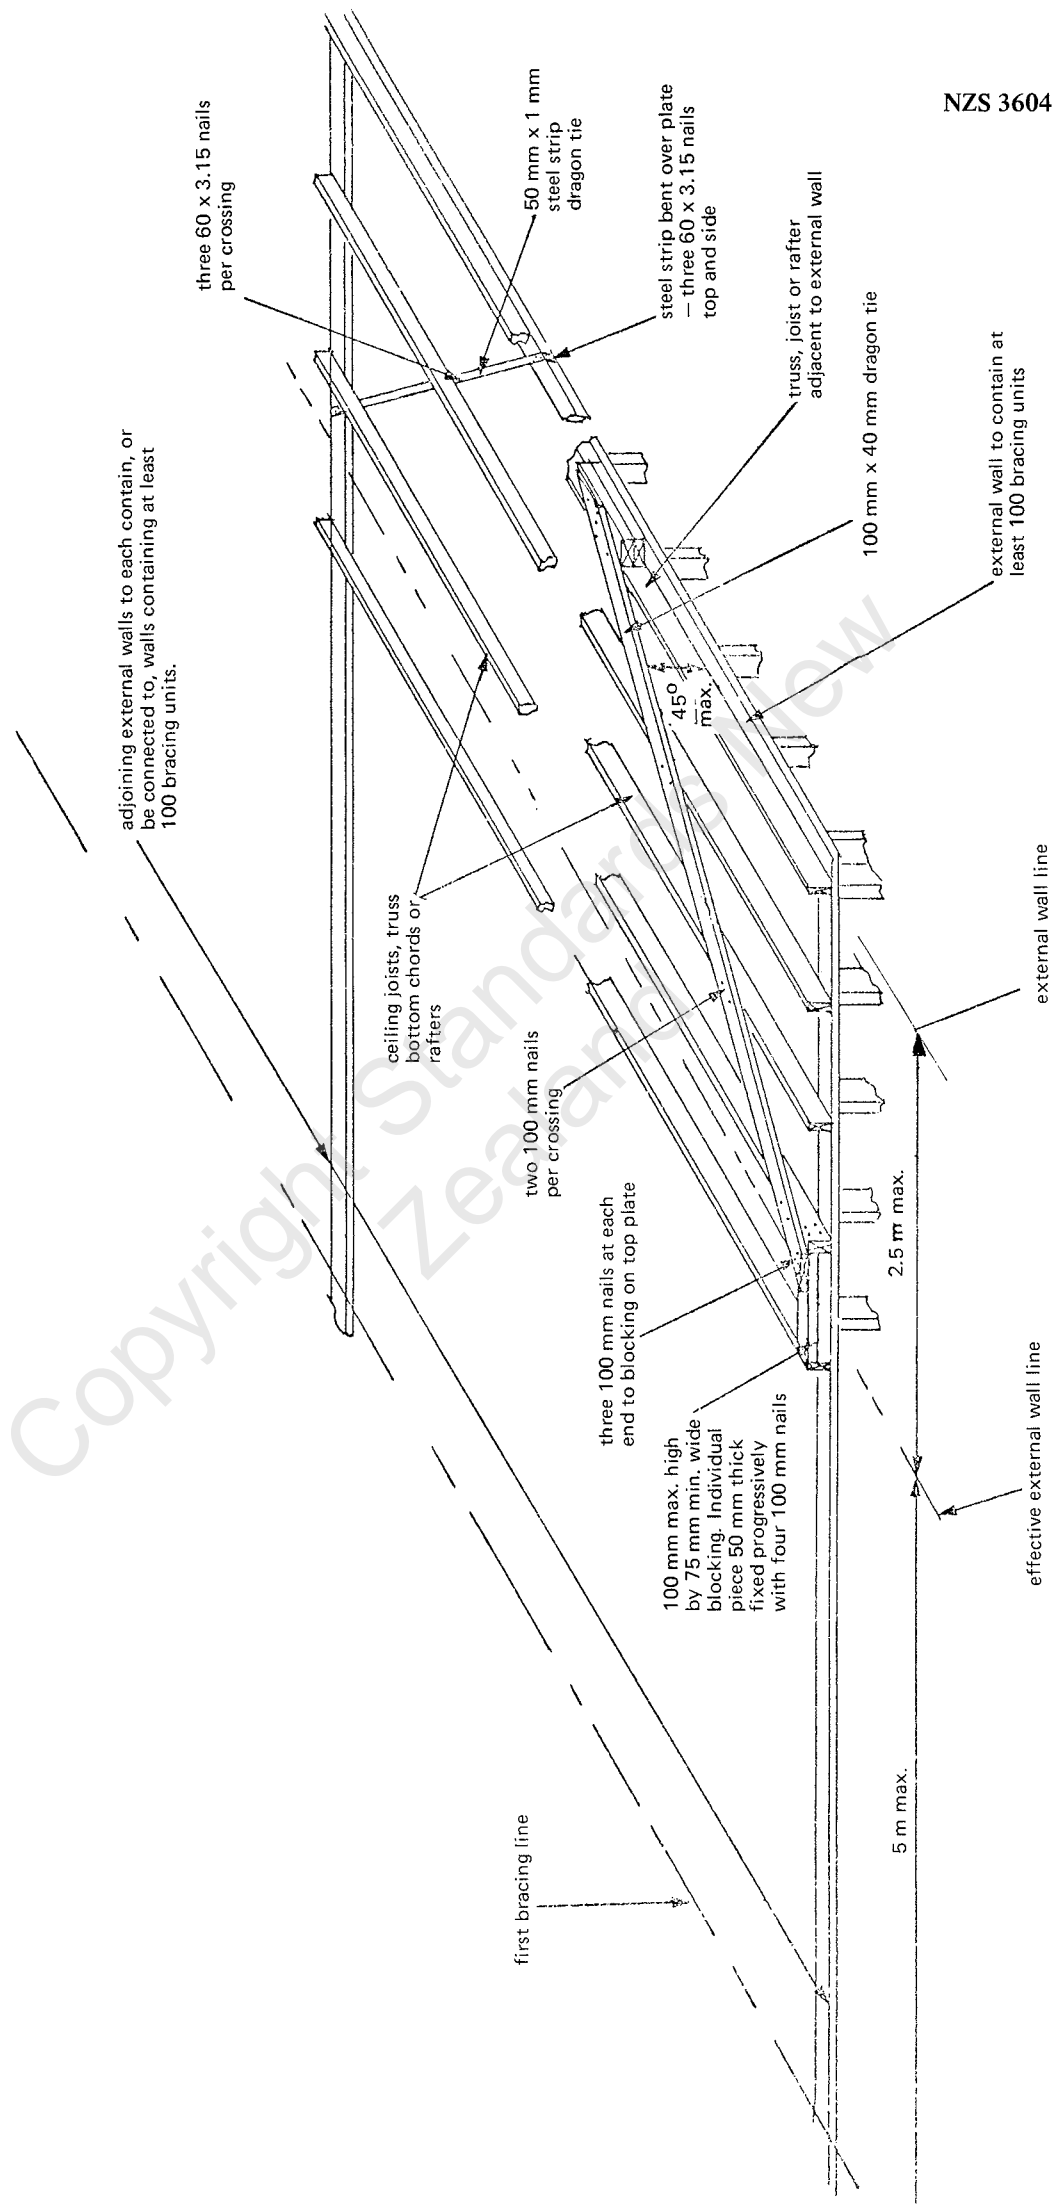 NZS 3604
adjoining external walls to each contain, or
be connected to, walls containing at least
100 bracing units.
three 60 x 3.15 nails
per crossing
50 mm x 1 mm
steel strip
dragon tie
steel strip bent over plate
– three 60 x 3.15 nails
top and side
truss, joist or rafter
adjacent to external wall
100 mm x 40 mm dragon tie
external wall to contain at
least 100 bracing units
45°
max.
ceiling joists, truss
bottom chords or
rafters
two 100 mm nails
per crossing
three 100 mm nails at each
end to blocking on top plate
100 mm max. high
by 75 mm min. wide
blocking. Individual
piece 50 mm thick
fixed progressively
with four 100 mm nails
first bracing line
5 m max.
2.5 m max.
effective external wall line
external wall line
Copyright Standards New
Zealand